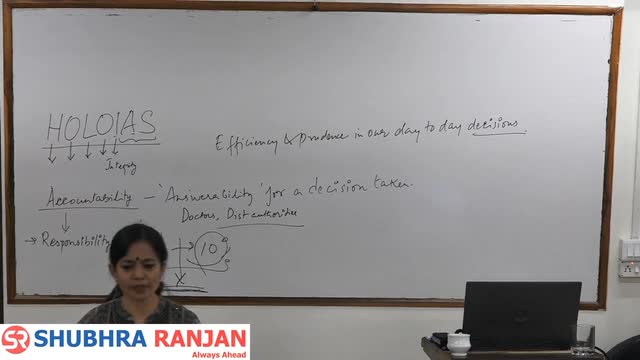 HOLOIAS
Integrity
Efficiency & Prudence in our day to day decisions.
Accountability – 'Answerability' for a decision taken.
Doctors, Dist authorities
→ Responsibility
10
X
SR SHUBHRA RANJAN
Always Ahead